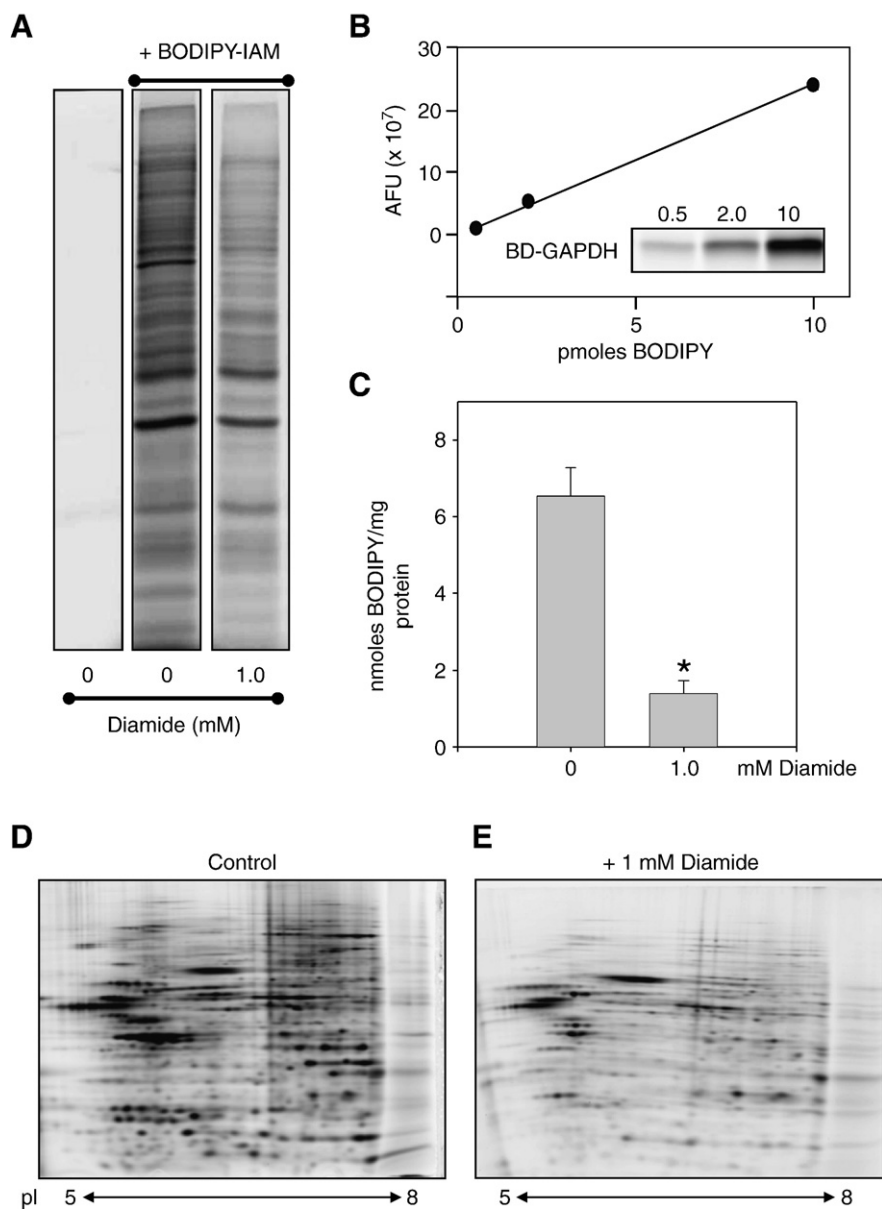 A
+ BODIPY-IAM
0 0 1.0
Diamide (mM)
B
30
20
10
0
AFU (x 10⁷)
0.5 2.0 10
BD-GAPDH
0 5 10
pmoles BODIPY
C
8
6
4
2
0
nmoles BODIPY/mg
protein
*
0 1.0 mM Diamide
D
Control
pI 5 8
E
+ 1 mM Diamide
5 8